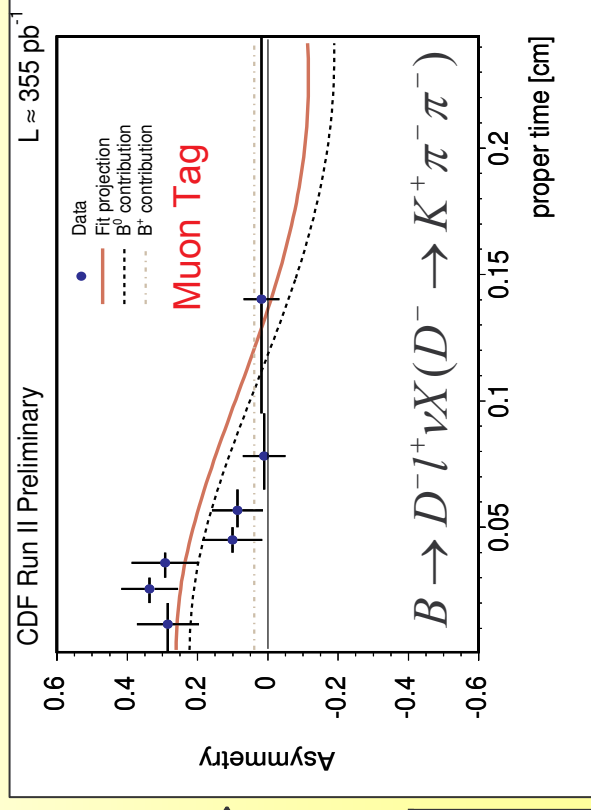 CDF Run II Preliminary
L ≈ 355 pb⁻¹
Data
Fit projection
B⁰ contribution
B⁺ contribution
Muon Tag
Asymmetry
0.6
0.4
0.2
0
-0.2
-0.4
-0.6
B → D⁻l⁺νX(D⁻ → K⁺π⁻π⁻)
0.05
0.1
0.15
0.2
proper time [cm]